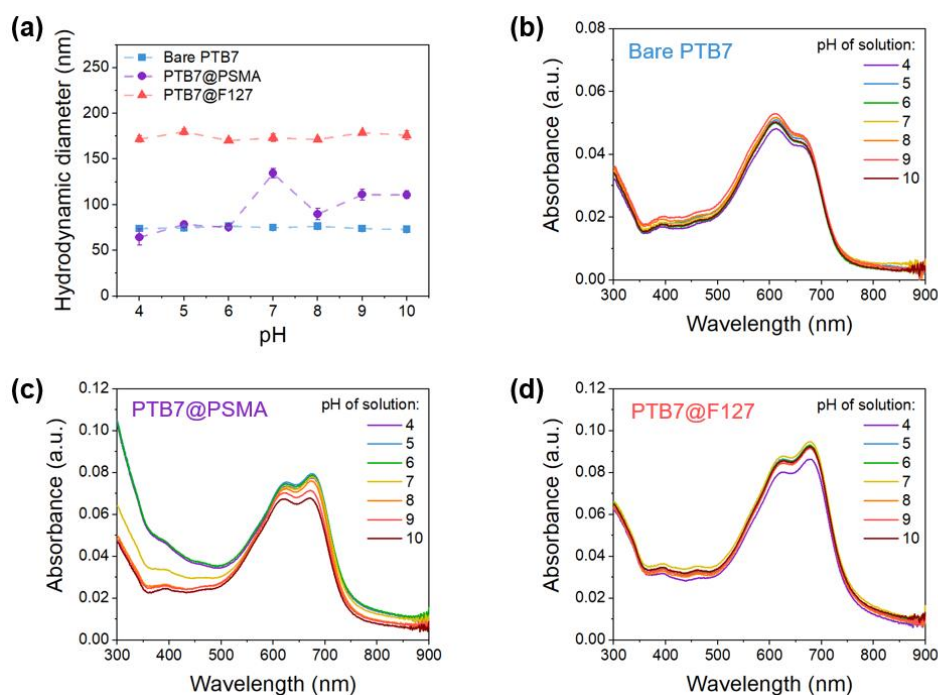 (a)
Hydrodynamic diameter (nm)
250
200
150
100
50
0
Bare PTB7
PTB7@PSMA
PTB7@F127
4 5 6 7 8 9 10
pH
(b)
Absorbance (a.u.)
0.08
0.06
0.04
0.02
0.00
Bare PTB7
pH of solution:
4
5
6
7
8
9
10
300 400 500 600 700 800 900
Wavelength (nm)
(c)
Absorbance (a.u.)
0.12
0.10
0.08
0.06
0.04
0.02
0.00
PTB7@PSMA
pH of solution:
4
5
6
7
8
9
10
300 400 500 600 700 800 900
Wavelength (nm)
(d)
Absorbance (a.u.)
0.12
0.10
0.08
0.06
0.04
0.02
0.00
PTB7@F127
pH of solution:
4
5
6
7
8
9
10
300 400 500 600 700 800 900
Wavelength (nm)